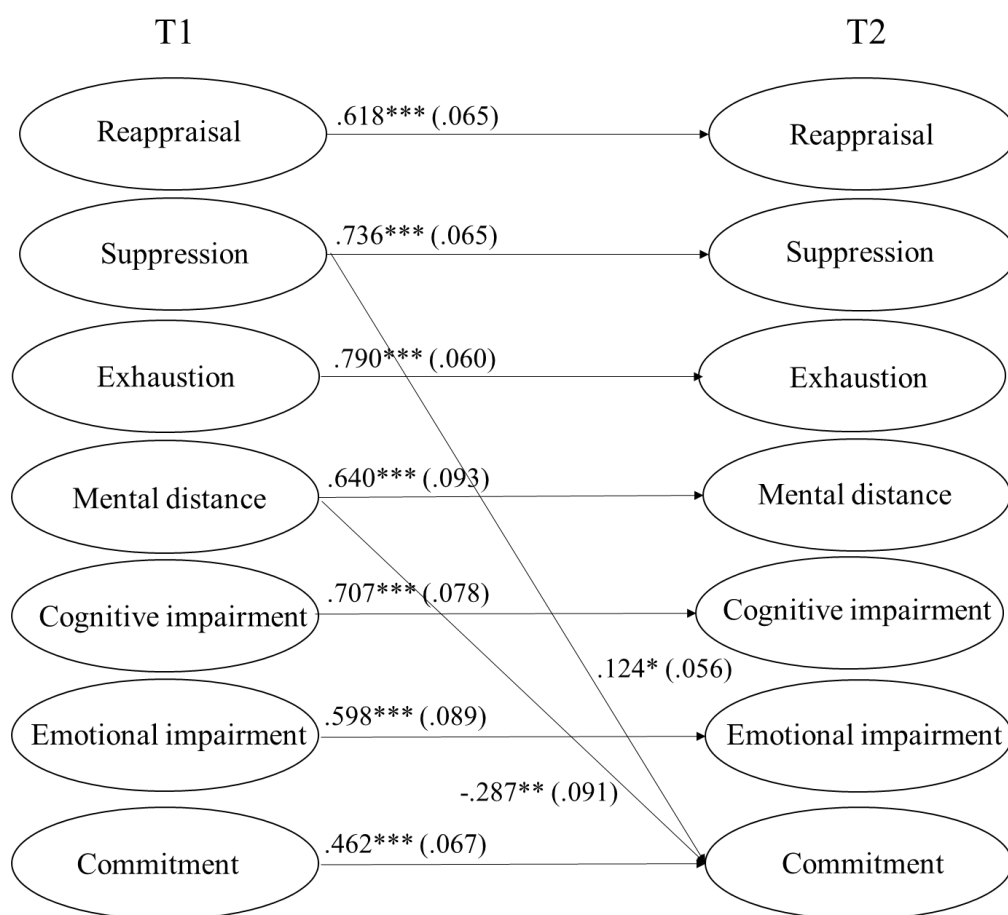 T1 T2
.618*** (.065)
Reappraisal Reappraisal
.736*** (.065)
Suppression Suppression
.790*** (.060)
Exhaustion Exhaustion
.640*** (.093)
Mental distance Mental distance
.707*** (.078)
Cognitive impairment Cognitive impairment
.124* (.056)
.598*** (.089)
Emotional impairment Emotional impairment
-.287** (.091)
.462*** (.067)
Commitment Commitment